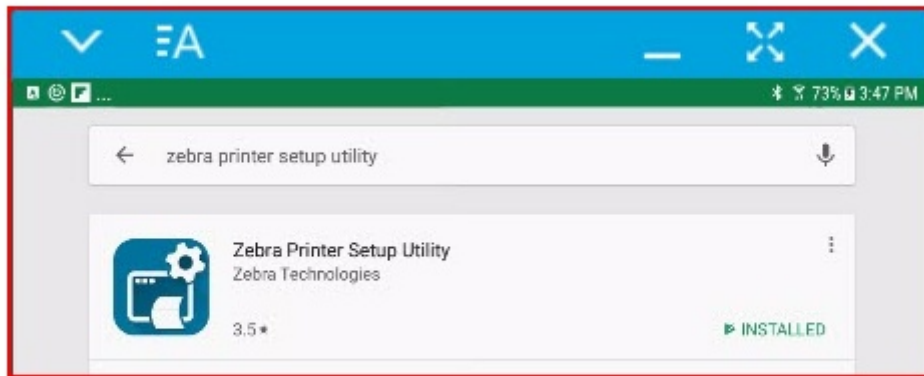 A
... 73% 3:47 PM
zebra printer setup utility
Zebra Printer Setup Utility
Zebra Technologies
3.5★
INSTALLED